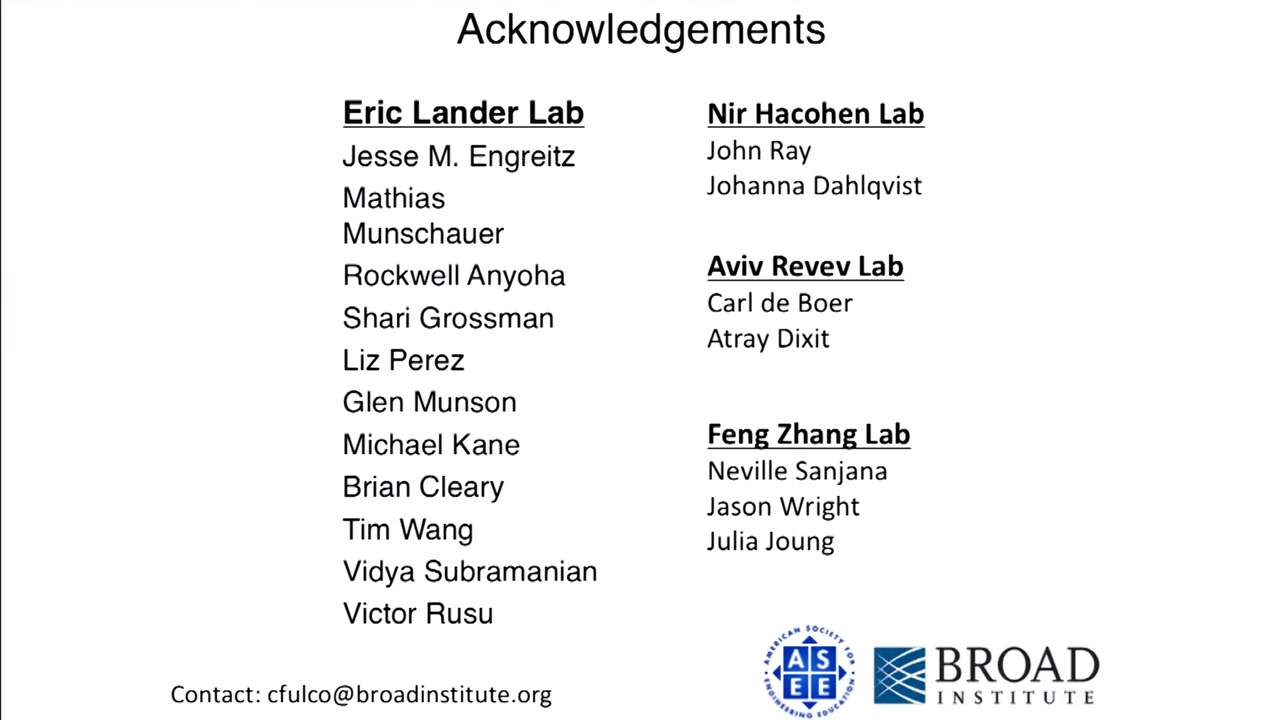 Acknowledgements
Eric Lander Lab
Jesse M. Engreitz
Mathias
Munschauer
Rockwell Anyoha
Shari Grossman
Liz Perez
Glen Munson
Michael Kane
Brian Cleary
Tim Wang
Vidya Subramanian
Victor Rusu
Nir Hacohen Lab
John Ray
Johanna Dahlqvist
Aviv Revev Lab
Carl de Boer
Atray Dixit
Feng Zhang Lab
Neville Sanjana
Jason Wright
Julia Joung
Contact: cfulco@broadinstitute.org
AMERICAN SOCIETY FOR
ENGINEERING EDUCATION
AS
EE
BROAD
INSTITUTE